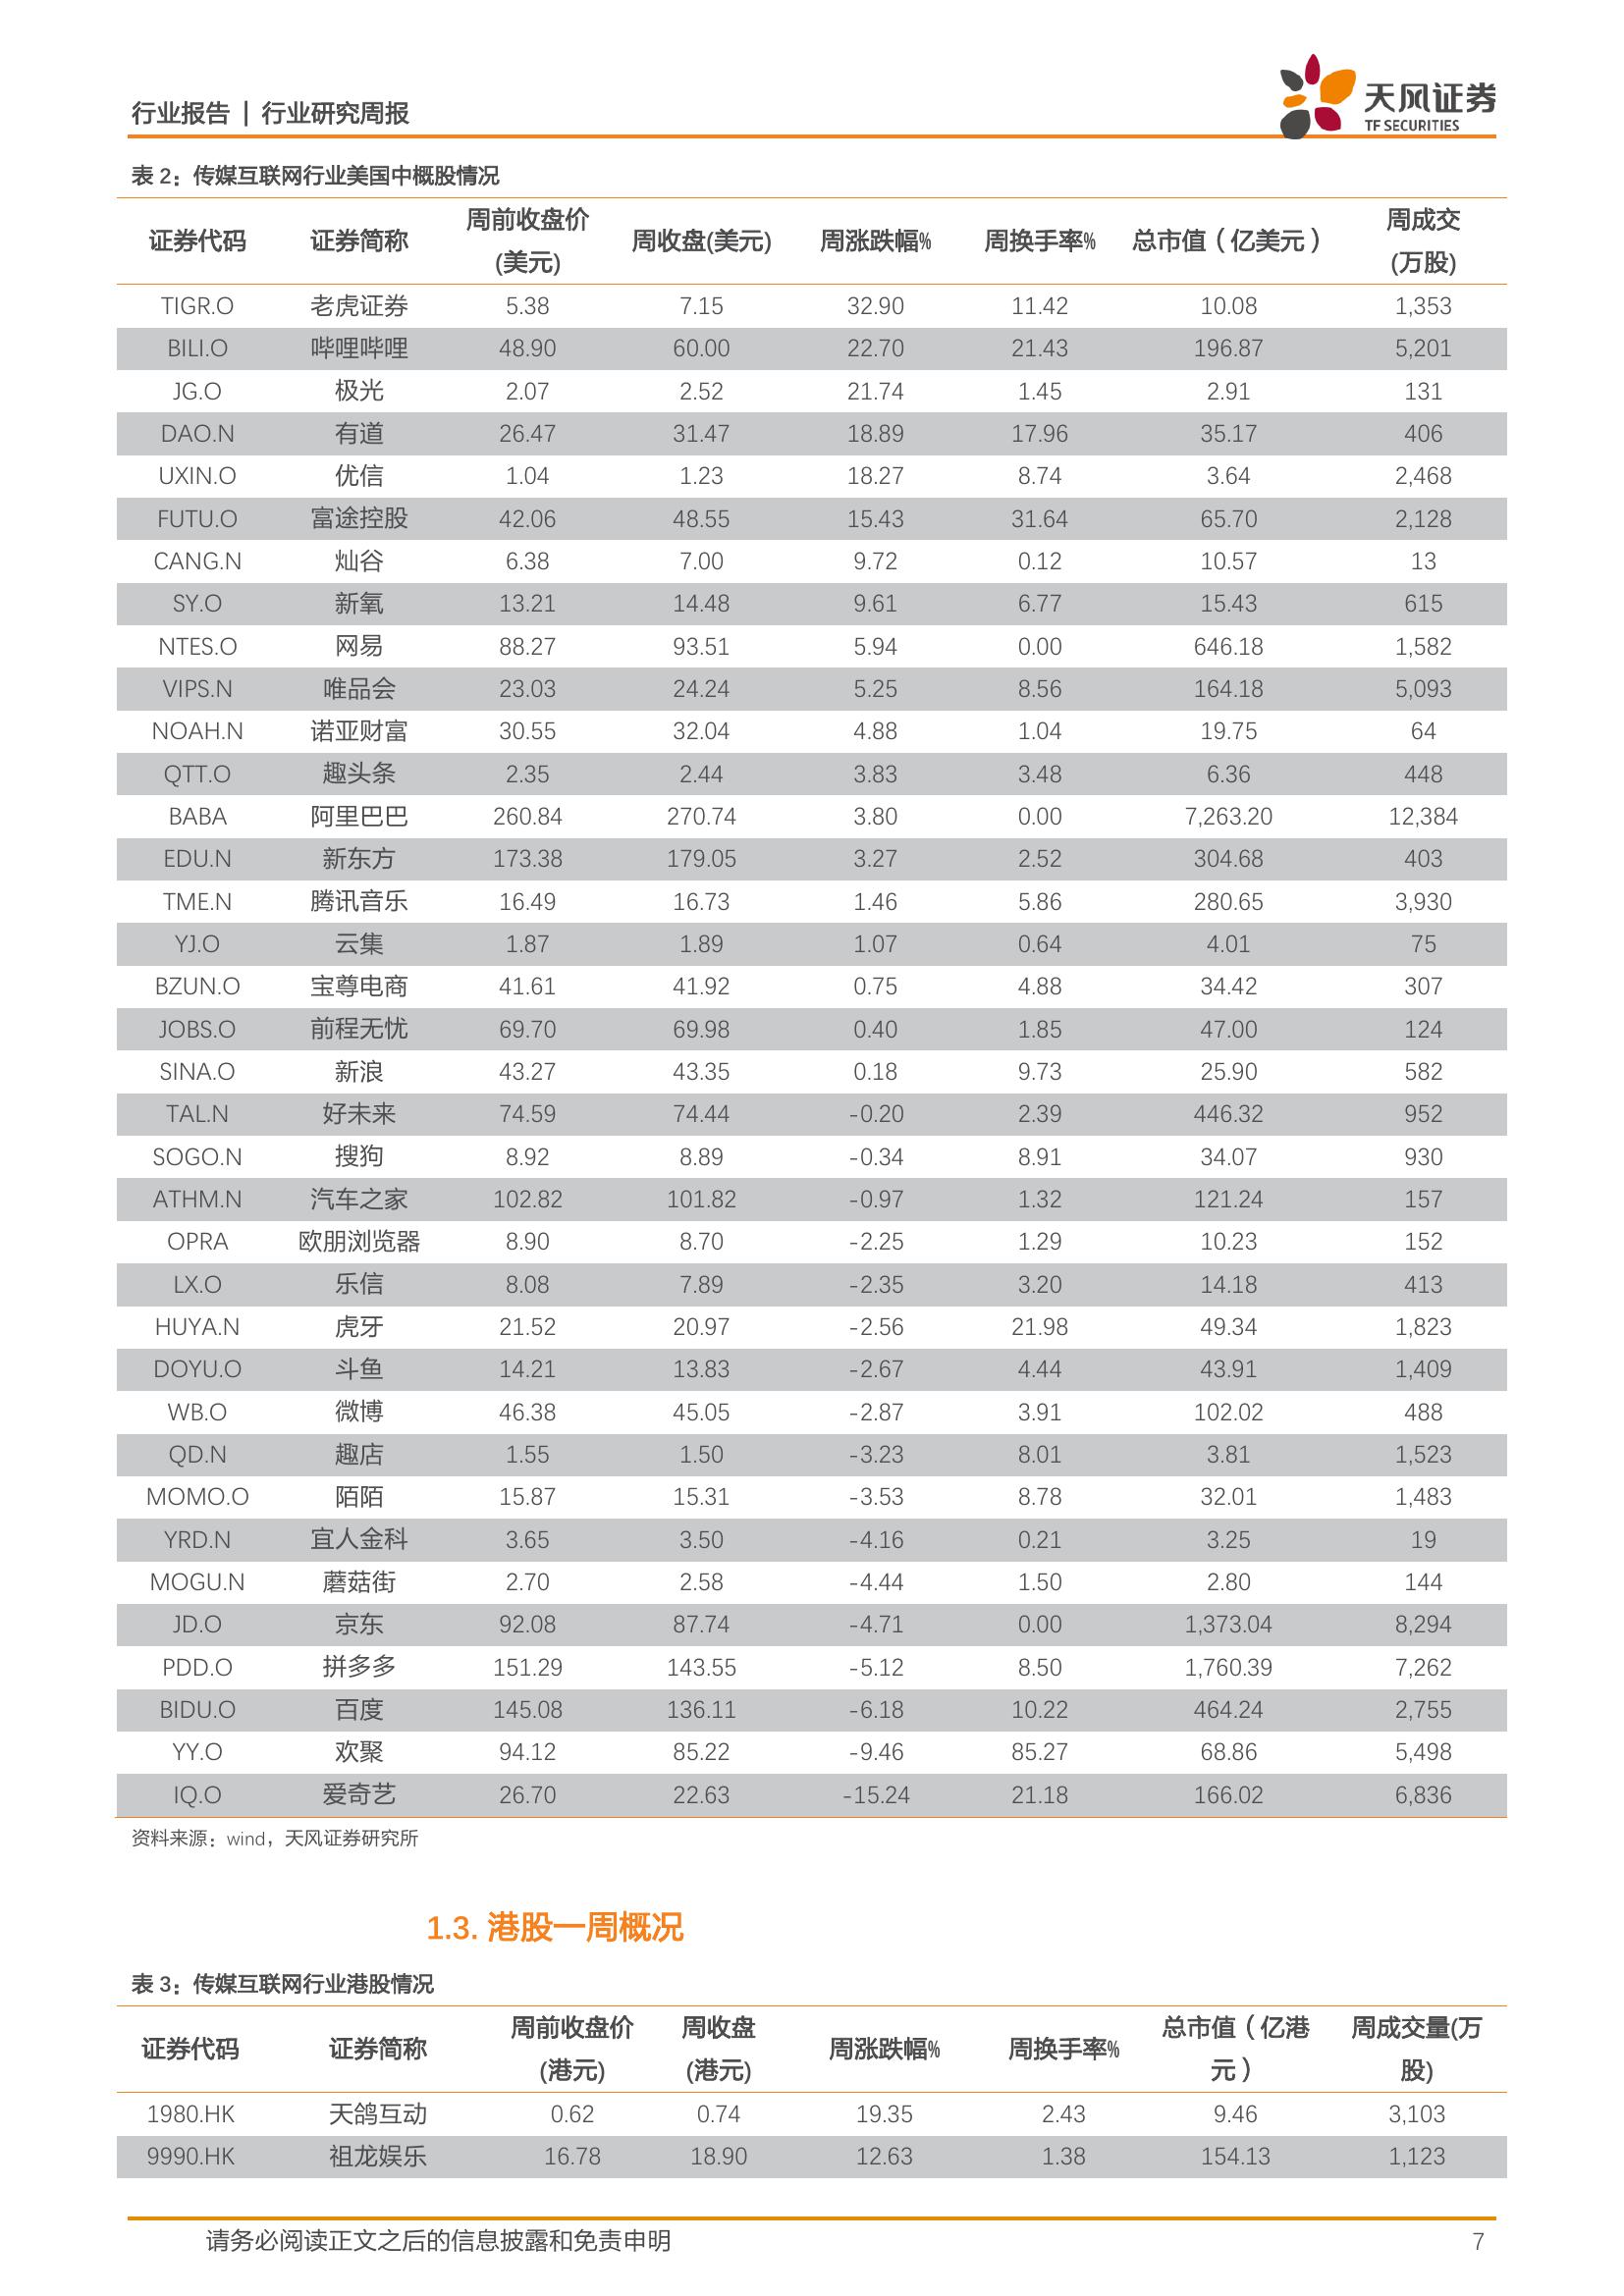 行业报告 | 行业研究周报
天风证券
TF SECURITIES
表 2：传媒互联网行业美国中概股情况
证券代码 证券简称 周前收盘价(美元) 周收盘(美元) 周涨跌幅% 周换手率% 总市值（亿美元） 周成交(万股)
TIGR.O 老虎证券 5.38 7.15 32.90 11.42 10.08 1,353
BILI.O 哔哩哔哩 48.90 60.00 22.70 21.43 196.87 5,201
JG.O 极光 2.07 2.52 21.74 1.45 2.91 131
DAO.N 有道 26.47 31.47 18.89 17.96 35.17 406
UXIN.O 优信 1.04 1.23 18.27 8.74 3.64 2,468
FUTU.O 富途控股 42.06 48.55 15.43 31.64 65.70 2,128
CANG.N 灿谷 6.38 7.00 9.72 0.12 10.57 13
SY.O 新氧 13.21 14.48 9.61 6.77 15.43 615
NTES.O 网易 88.27 93.51 5.94 0.00 646.18 1,582
VIPS.N 唯品会 23.03 24.24 5.25 8.56 164.18 5,093
NOAH.N 诺亚财富 30.55 32.04 4.88 1.04 19.75 64
QTT.O 趣头条 2.35 2.44 3.83 3.48 6.36 448
BABA 阿里巴巴 260.84 270.74 3.80 0.00 7,263.20 12,384
EDU.N 新东方 173.38 179.05 3.27 2.52 304.68 403
TME.N 腾讯音乐 16.49 16.73 1.46 5.86 280.65 3,930
YJ.O 云集 1.87 1.89 1.07 0.64 4.01 75
BZUN.O 宝尊电商 41.61 41.92 0.75 4.88 34.42 307
JOBS.O 前程无忧 69.70 69.98 0.40 1.85 47.00 124
SINA.O 新浪 43.27 43.35 0.18 9.73 25.90 582
TAL.N 好未来 74.59 74.44 -0.20 2.39 446.32 952
SOGO.N 搜狗 8.92 8.89 -0.34 8.91 34.07 930
ATHM.N 汽车之家 102.82 101.82 -0.97 1.32 121.24 157
OPRA 欧朋浏览器 8.90 8.70 -2.25 1.29 10.23 152
LX.O 乐信 8.08 7.89 -2.35 3.20 14.18 413
HUYA.N 虎牙 21.52 20.97 -2.56 21.98 49.34 1,823
DOYU.O 斗鱼 14.21 13.83 -2.67 4.44 43.91 1,409
WB.O 微博 46.38 45.05 -2.87 3.91 102.02 488
QD.N 趣店 1.55 1.50 -3.23 8.01 3.81 1,523
MOMO.O 陌陌 15.87 15.31 -3.53 8.78 32.01 1,483
YRD.N 宜人金科 3.65 3.50 -4.16 0.21 3.25 19
MOGU.N 蘑菇街 2.70 2.58 -4.44 1.50 2.80 144
JD.O 京东 92.08 87.74 -4.71 0.00 1,373.04 8,294
PDD.O 拼多多 151.29 143.55 -5.12 8.50 1,760.39 7,262
BIDU.O 百度 145.08 136.11 -6.18 10.22 464.24 2,755
YY.O 欢聚 94.12 85.22 -9.46 85.27 68.86 5,498
IQ.O 爱奇艺 26.70 22.63 -15.24 21.18 166.02 6,836
资料来源：wind，天风证券研究所
1.3. 港股一周概况
表 3：传媒互联网行业港股情况
证券代码 证券简称 周前收盘价(港元) 周收盘(港元) 周涨跌幅% 周换手率% 总市值（亿港元） 周成交量(万股)
1980.HK 天鸽互动 0.62 0.74 19.35 2.43 9.46 3,103
9990.HK 祖龙娱乐 16.78 18.90 12.63 1.38 154.13 1,123
请务必阅读正文之后的信息披露和免责申明 7